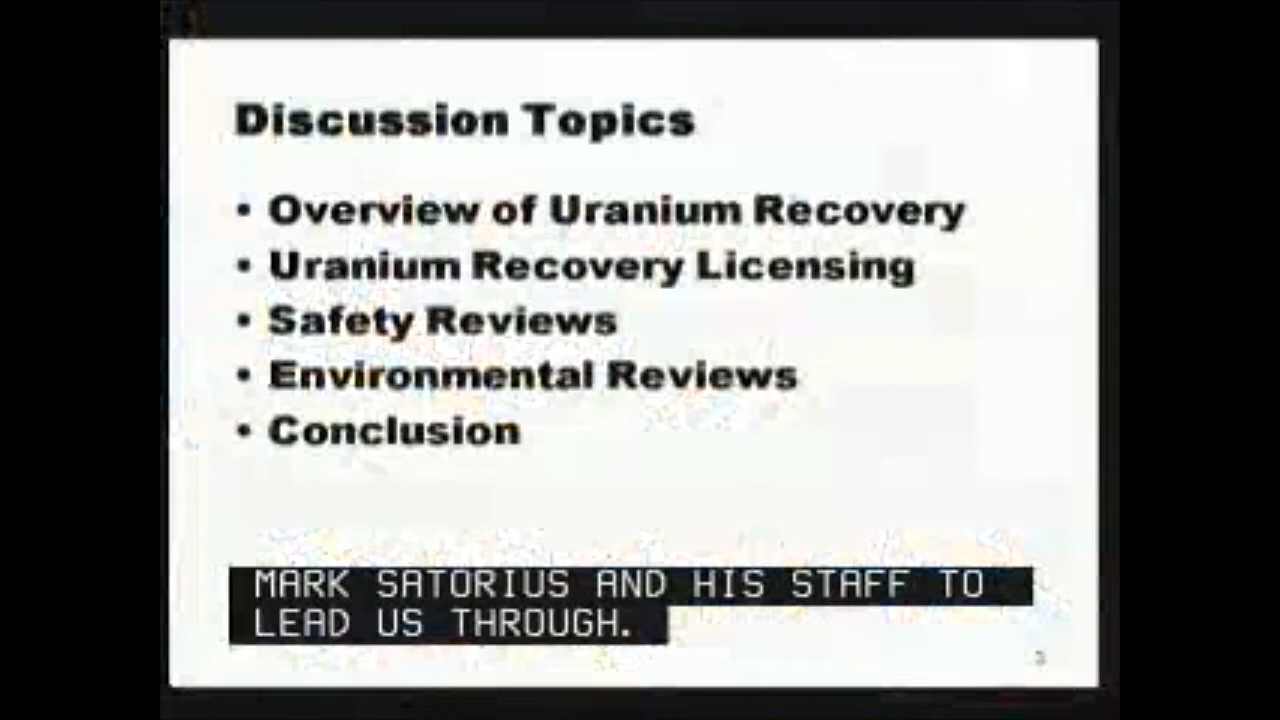 Discussion Topics
• Overview of Uranium Recovery
• Uranium Recovery Licensing
• Safety Reviews
• Environmental Reviews
• Conclusion
MARK SATORIUS AND HIS STAFF TO
LEAD US THROUGH.
3